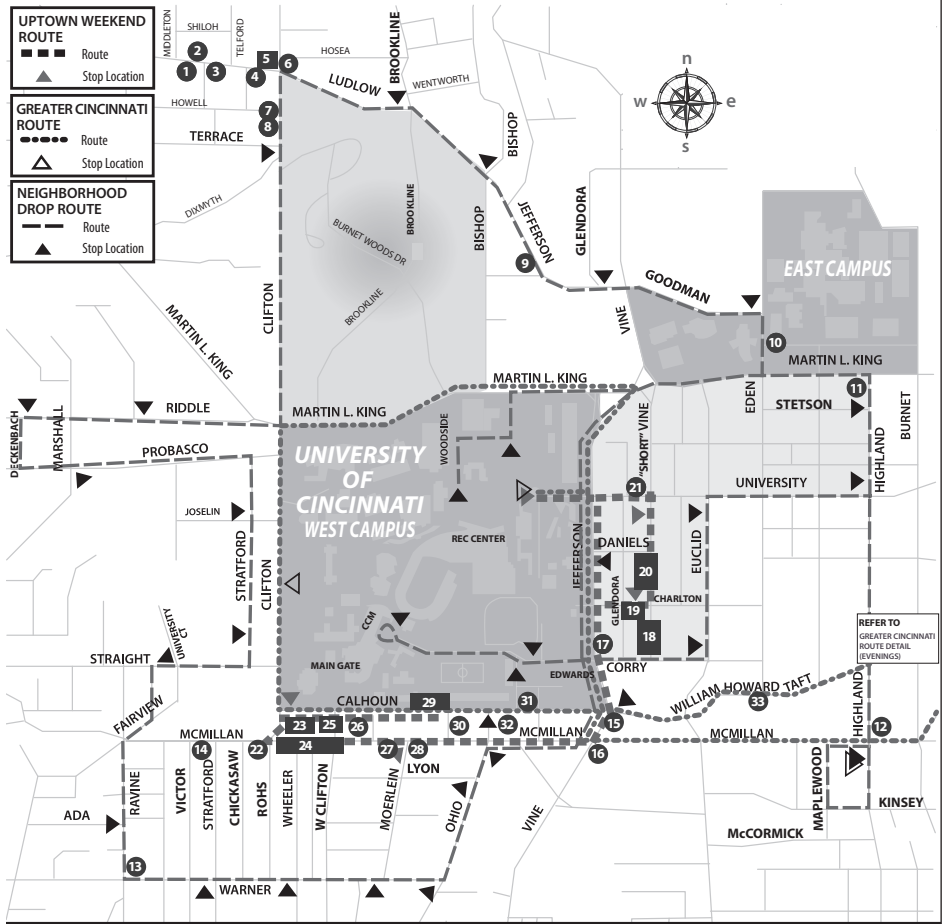 UPTOWN WEEKEND
ROUTE
Route
Stop Location
GREATER CINCINNATI
ROUTE
Route
Stop Location
NEIGHBORHOOD
DROP ROUTE
Route
Stop Location
MIDDLETON
SHILOH
TELFORD
HOSEA
1
2
3
4
5
6
HOWELL
7
8
TERRACE
DIXMYTH
LUDLOW
BROOKLINE
WENTWORTH
BISHOP
n
w e
s
BROOKLINE
BURNET WOODS DR
BROOKLINE
BISHOP
JEFFERSON
9
GLENDORA
GOODMAN
VINE
EAST CAMPUS
10
MARTIN L. KING
CLIFTON
MARTIN L. KING
MARTIN L. KING
MARTIN L. KING
EDEN
11
STETSON
BURNET
HIGHLAND
DECKENBACH
MARSHALL
RIDDLE
PROBASCO
JOSELIN
STRATFORD
CLIFTON
UNIVERSITY
OF
CINCINNATI
WEST CAMPUS
WOODSIDE
REC CENTER
JEFFERSON
"SHORT" VINE
21
UNIVERSITY
DANIELS
20
EUCLID
GLENDORA
CHARLTON
19
18
17
CORRY
CCM
MAIN GATE
EDWARDS
STRAIGHT
UNIVERSITY
CT
FAIRVIEW
CALHOUN
29
31
REFER TO
GREATER CINCINNATI
ROUTE DETAIL
(EVENINGS)
WILLIAM HOWARD TAFT
33
HIGHLAND
12
MCMILLAN
14
22
23
25
26
24
27
28
30
32
MCMILLAN
15
16
MCMILLAN
LYON
RAVINE
VICTOR
STRATFORD
CHICKASAW
ROHS
WHEELER
W CLIFTON
MOERLEIN
OHIO
VINE
MAPLEWOOD
KINSEY
McCORMICK
ADA
13
WARNER